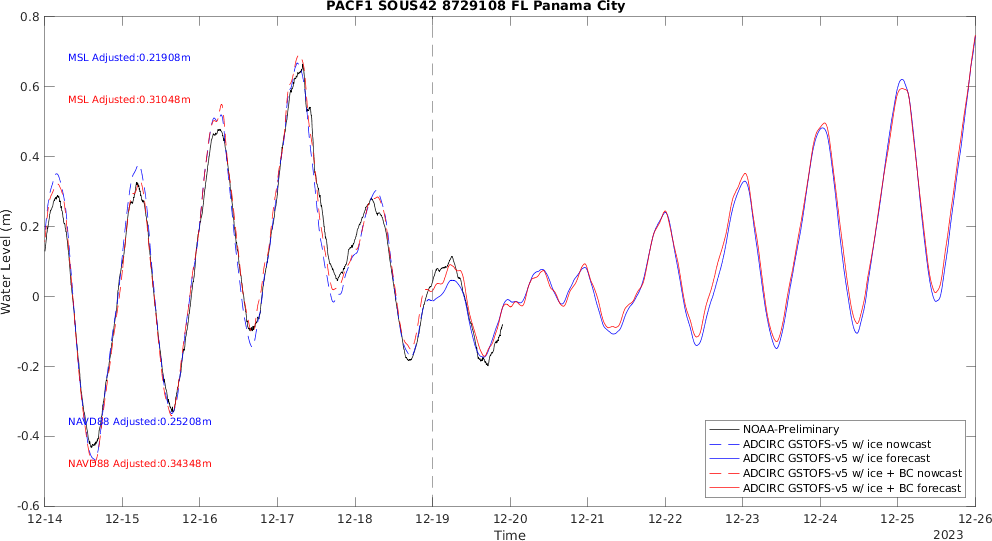 PACF1 SOUS42 8729108 FL Panama City
0.8
0.6
0.4
0.2
0
-0.2
-0.4
-0.6
Water Level (m)
MSL Adjusted:0.21908m
MSL Adjusted:0.31048m
NAVD88 Adjusted:0.25208m
NAVD88 Adjusted:0.34348m
NOAA-Preliminary
ADCIRC GSTOFS-v5 w/ ice nowcast
ADCIRC GSTOFS-v5 w/ ice forecast
ADCIRC GSTOFS-v5 w/ ice + BC nowcast
ADCIRC GSTOFS-v5 w/ ice + BC forecast
12-14 12-15 12-16 12-17 12-18 12-19 12-20 12-21 12-22 12-23 12-24 12-25 12-26
Time
2023